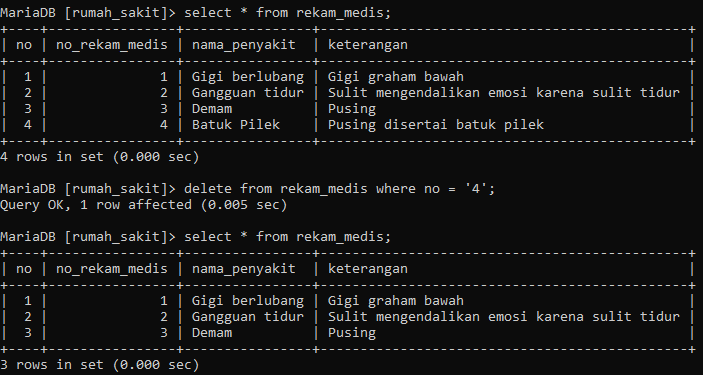 MariaDB [rumah_sakit]> select * from rekam_medis;
+----+----------------+----------------+-----------------------------------------------+
| no | no_rekam_medis | nama_penyakit  | keterangan                                    |
+----+----------------+----------------+-----------------------------------------------+
|  1 |              1 | Gigi berlubang | Gigi graham bawah                             |
|  2 |              2 | Gangguan tidur | Sulit mengendalikan emosi karena sulit tidur |
|  3 |              3 | Demam          | Pusing                                        |
|  4 |              4 | Batuk Pilek    | Pusing disertai batuk pilek                   |
+----+----------------+----------------+-----------------------------------------------+
4 rows in set (0.000 sec)
MariaDB [rumah_sakit]> delete from rekam_medis where no = '4';
Query OK, 1 row affected (0.005 sec)
MariaDB [rumah_sakit]> select * from rekam_medis;
+----+----------------+----------------+-----------------------------------------------+
| no | no_rekam_medis | nama_penyakit  | keterangan                                    |
+----+----------------+----------------+-----------------------------------------------+
|  1 |              1 | Gigi berlubang | Gigi graham bawah                             |
|  2 |              2 | Gangguan tidur | Sulit mengendalikan emosi karena sulit tidur |
|  3 |              3 | Demam          | Pusing                                        |
+----+----------------+----------------+-----------------------------------------------+
3 rows in set (0.000 sec)